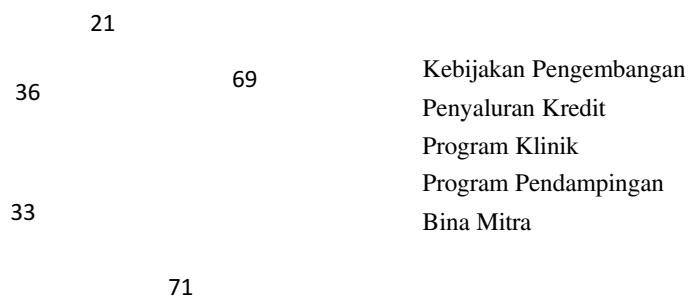 21
36
69
33
71
Kebijakan Pengembangan
Penyaluran Kredit
Program Klinik
Program Pendampingan
Bina Mitra